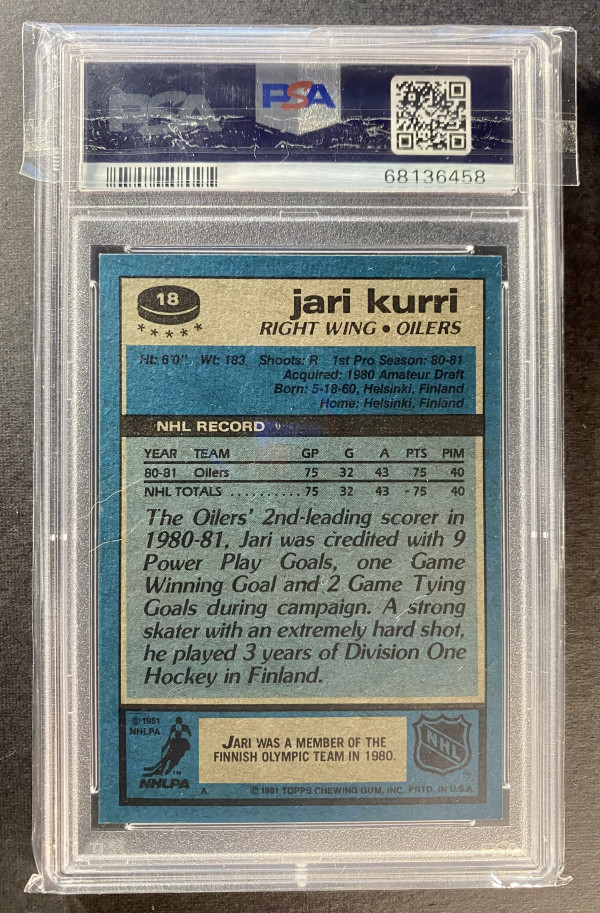 PSA PSA
68136458
18
jari kurri
★ ★ ★ ★ ★
RIGHT WING • OILERS
Ht: 6'0" Wt: 183 Shoots: R 1st Pro Season: 80-81
Acquired: 1980 Amateur Draft
Born: 5-18-60, Helsinki, Finland
Home: Helsinki, Finland
NHL RECORD
YEAR TEAM GP G A PTS PIM
80-81 Oilers 75 32 43 75 40
NHL TOTALS .......... 75 32 43 - 75 40
The Oilers' 2nd-leading scorer in
1980-81, Jari was credited with 9
Power Play Goals, one Game
Winning Goal and 2 Game Tying
Goals during campaign. A strong
skater with an extremely hard shot,
he played 3 years of Division One
Hockey in Finland.
© 1981
NHLPA
JARI WAS A MEMBER OF THE
FINNISH OLYMPIC TEAM IN 1980.
NHL
®
TM
NHLPA
A
© 1981 TOPPS CHEWING GUM, INC. PRTD. IN U.S.A.